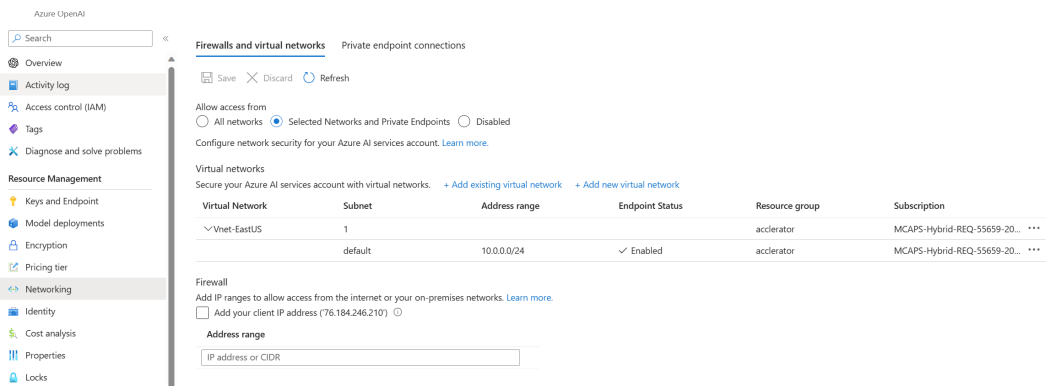 Azure OpenAI
Search
«
Overview
Activity log
Access control (IAM)
Tags
Diagnose and solve problems
Resource Management
Keys and Endpoint
Model deployments
Encryption
Pricing tier
Networking
Identity
Cost analysis
Properties
Locks
Firewalls and virtual networks Private endpoint connections
Save Discard Refresh
Allow access from
All networks Selected Networks and Private Endpoints Disabled
Configure network security for your Azure AI services account. Learn more.
Virtual networks
Secure your Azure AI services account with virtual networks. + Add existing virtual network + Add new virtual network
Virtual Network Subnet Address range Endpoint Status Resource group Subscription
Vnet-EastUS 1 acclerator MCAPS-Hybrid-REQ-55659-20... ...
default 10.0.0.0/24 Enabled acclerator MCAPS-Hybrid-REQ-55659-20... ...
Firewall
Add IP ranges to allow access from the internet or your on-premises networks. Learn more.
Add your client IP address ('76.184.246.210')
Address range
IP address or CIDR